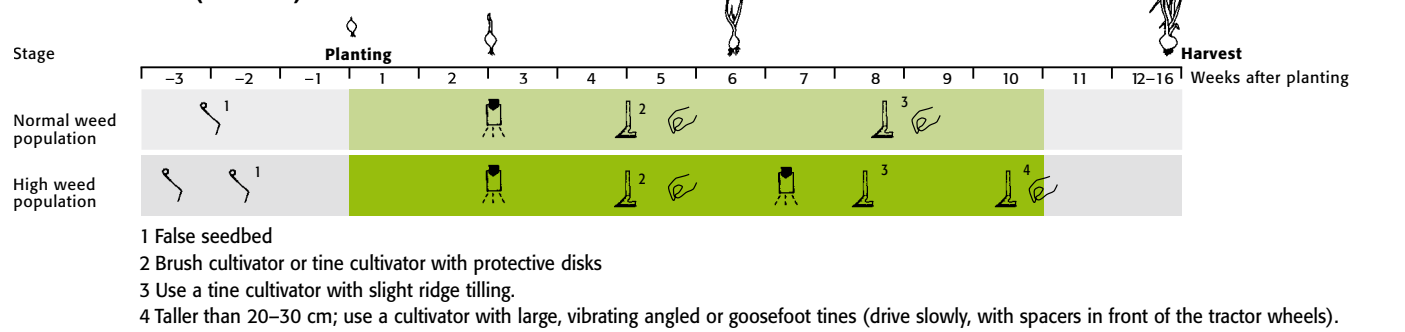 Stage
Planting
Harvest
–3 –2 –1 1 2 3 4 5 6 7 8 9 10 11 12–16 Weeks after planting
Normal weed
population
1 2 3
High weed
population
1 2 3 4
1 False seedbed
2 Brush cultivator or tine cultivator with protective disks
3 Use a tine cultivator with slight ridge tilling.
4 Taller than 20–30 cm; use a cultivator with large, vibrating angled or goosefoot tines (drive slowly, with spacers in front of the tractor wheels).